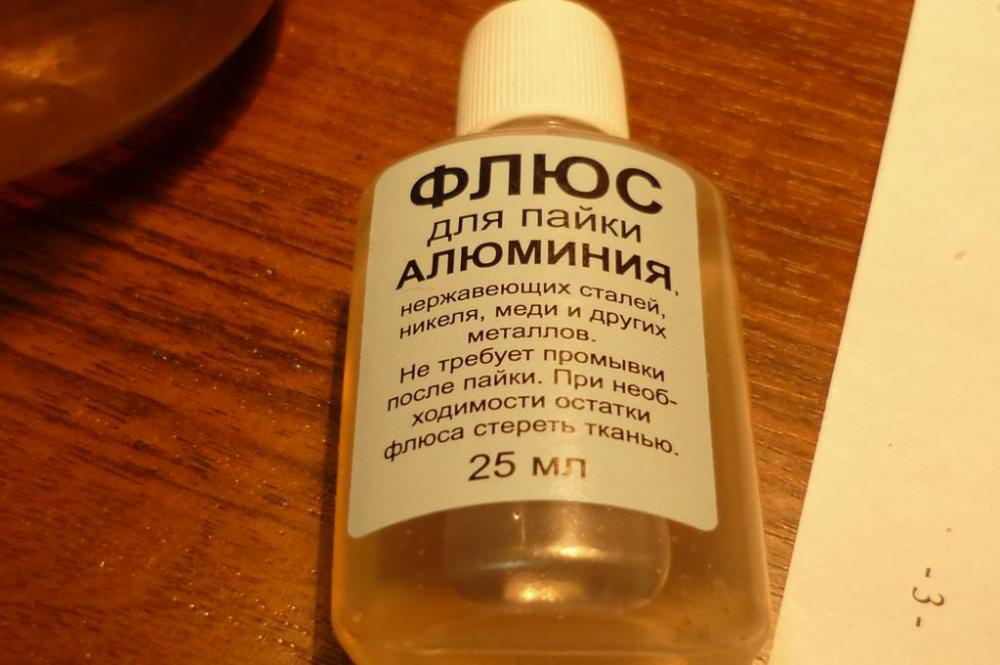 ФЛЮС
для пайки
АЛЮМИНИЯ,
нержавеющих сталей,
никеля, меди и других
металлов.
Не требует промывки
после пайки. При необ-
ходимости остатки
флюса стереть тканью.
25 мл
-3-